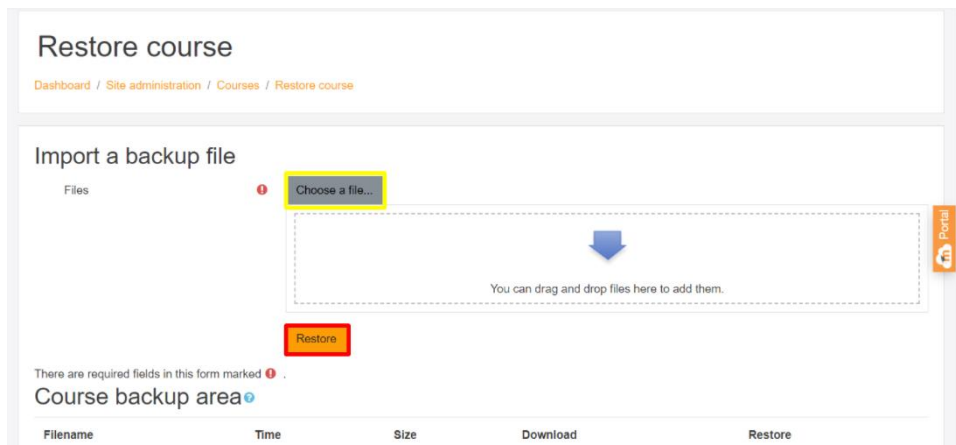 Restore course
Dashboard / Site administration / Courses / Restore course
Import a backup file
Files
Choose a file...
You can drag and drop files here to add them.
Portal
Restore
There are required fields in this form marked .
Course backup area
Filename Time Size Download Restore